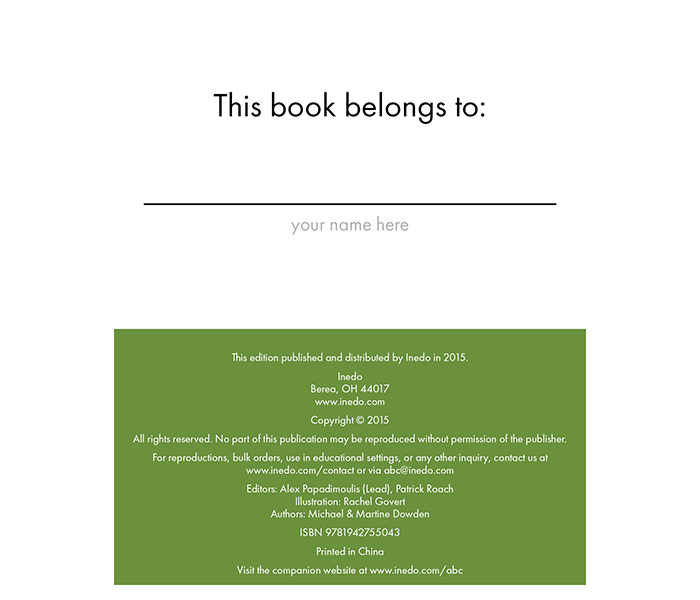 This book belongs to:
your name here
This edition published and distributed by Inedo in 2015.
Inedo
Berea, OH 44017
www.inedo.com
Copyright © 2015
All rights reserved. No part of this publication may be reproduced without permission of the publisher.
For reproductions, bulk orders, use in educational settings, or any other inquiry, contact us at
www.inedo.com/contact or via abc@inedo.com
Editors: Alex Papadimoulis (Lead), Patrick Roach
Illustration: Rachel Govert
Authors: Michael & Martine Dowden
ISBN 9781942755043
Printed in China
Visit the companion website at www.inedo.com/abc